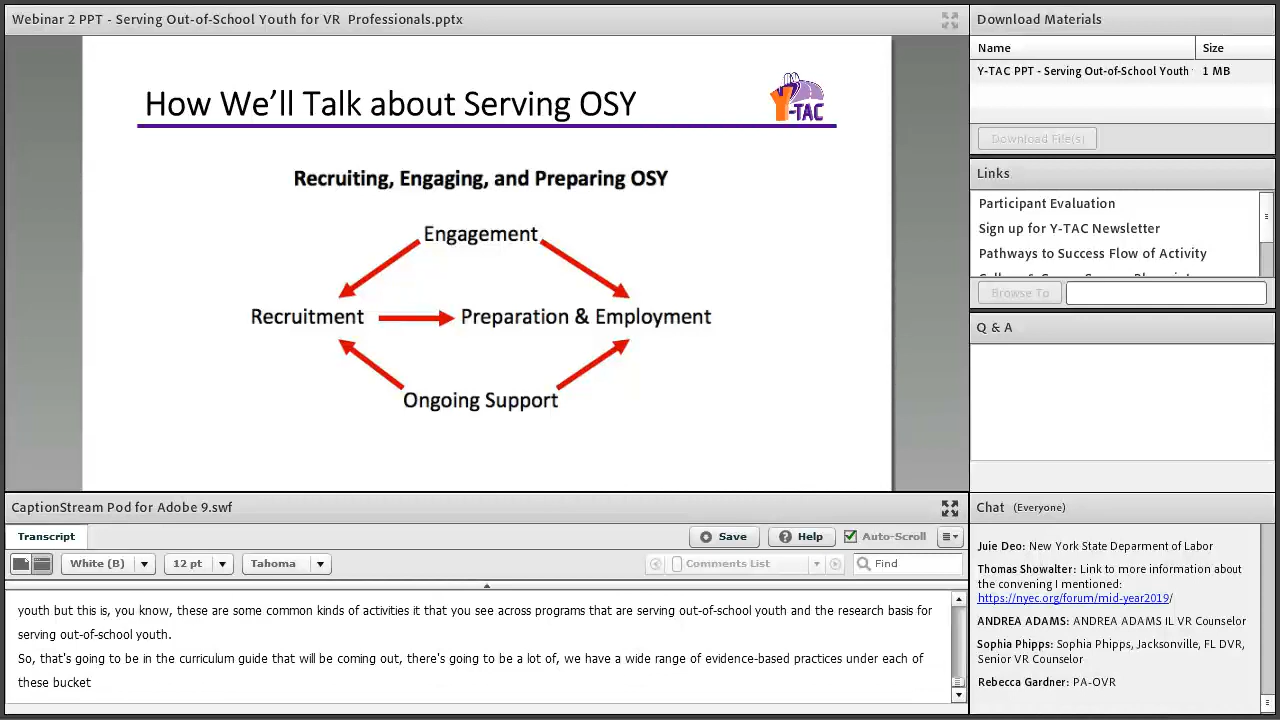 Webinar 2 PPT - Serving Out-of-School Youth for VR Professionals.pptx
How We'll Talk about Serving OSY
Y-TAC
Recruiting, Engaging, and Preparing OSY
Engagement
Recruitment
Preparation & Employment
Ongoing Support
Download Materials
Name Size
Y-TAC PPT - Serving Out-of-School Youth 1 MB
Download File(s)
Links
Participant Evaluation
Sign up for Y-TAC Newsletter
Pathways to Success Flow of Activity
Browse To
Q & A
CaptionStream Pod for Adobe 9.swf
Transcript
Save
Help
Auto-Scroll
White (B)
12 pt
Tahoma
Comments List
Find
youth but this is, you know, these are some common kinds of activities it that you see across programs that are serving out-of-school youth and the research basis for
serving out-of-school youth.
So, that's going to be in the curriculum guide that will be coming out, there's going to be a lot of, we have a wide range of evidence-based practices under each of
these bucket
Chat (Everyone)
Juie Deo: New York State Deparment of Labor
Thomas Showalter: Link to more information about
the convening I mentioned:
https://nyec.org/forum/mid-year2019/
ANDREA ADAMS: ANDREA ADAMS IL VR Counselor
Sophia Phipps: Sophia Phipps, Jacksonville, FL DVR,
Senior VR Counselor
Rebecca Gardner: PA-OVR